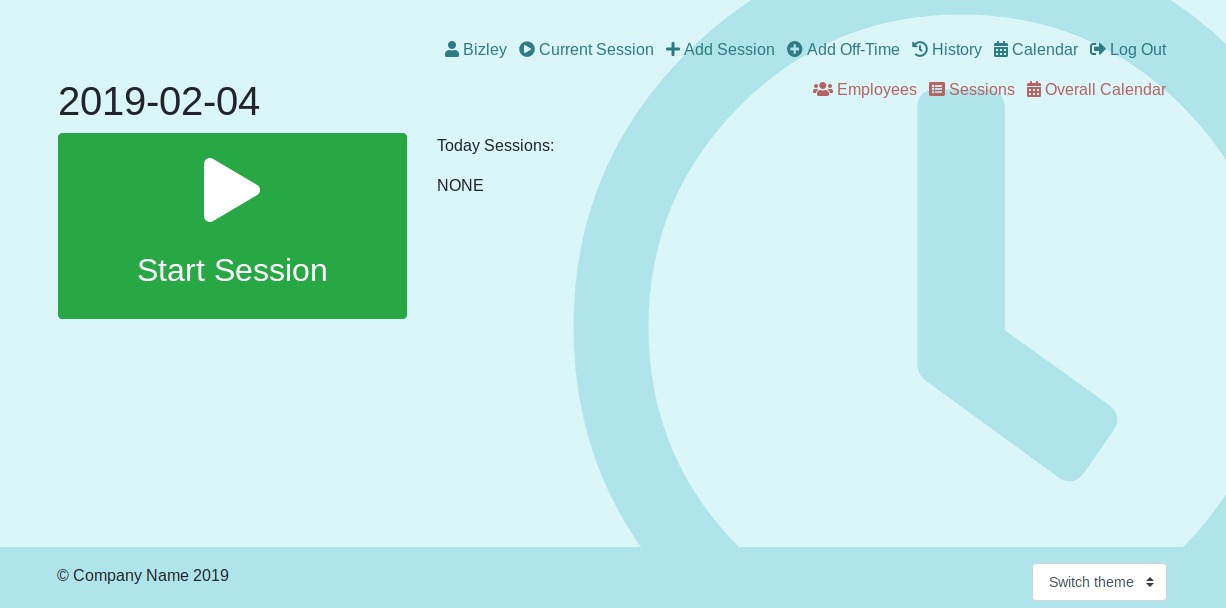 Bizley Current Session Add Session Add Off-Time History Calendar Log Out
Employees Sessions Overall Calendar
2019-02-04
Start Session
Today Sessions:
NONE
© Company Name 2019
Switch theme